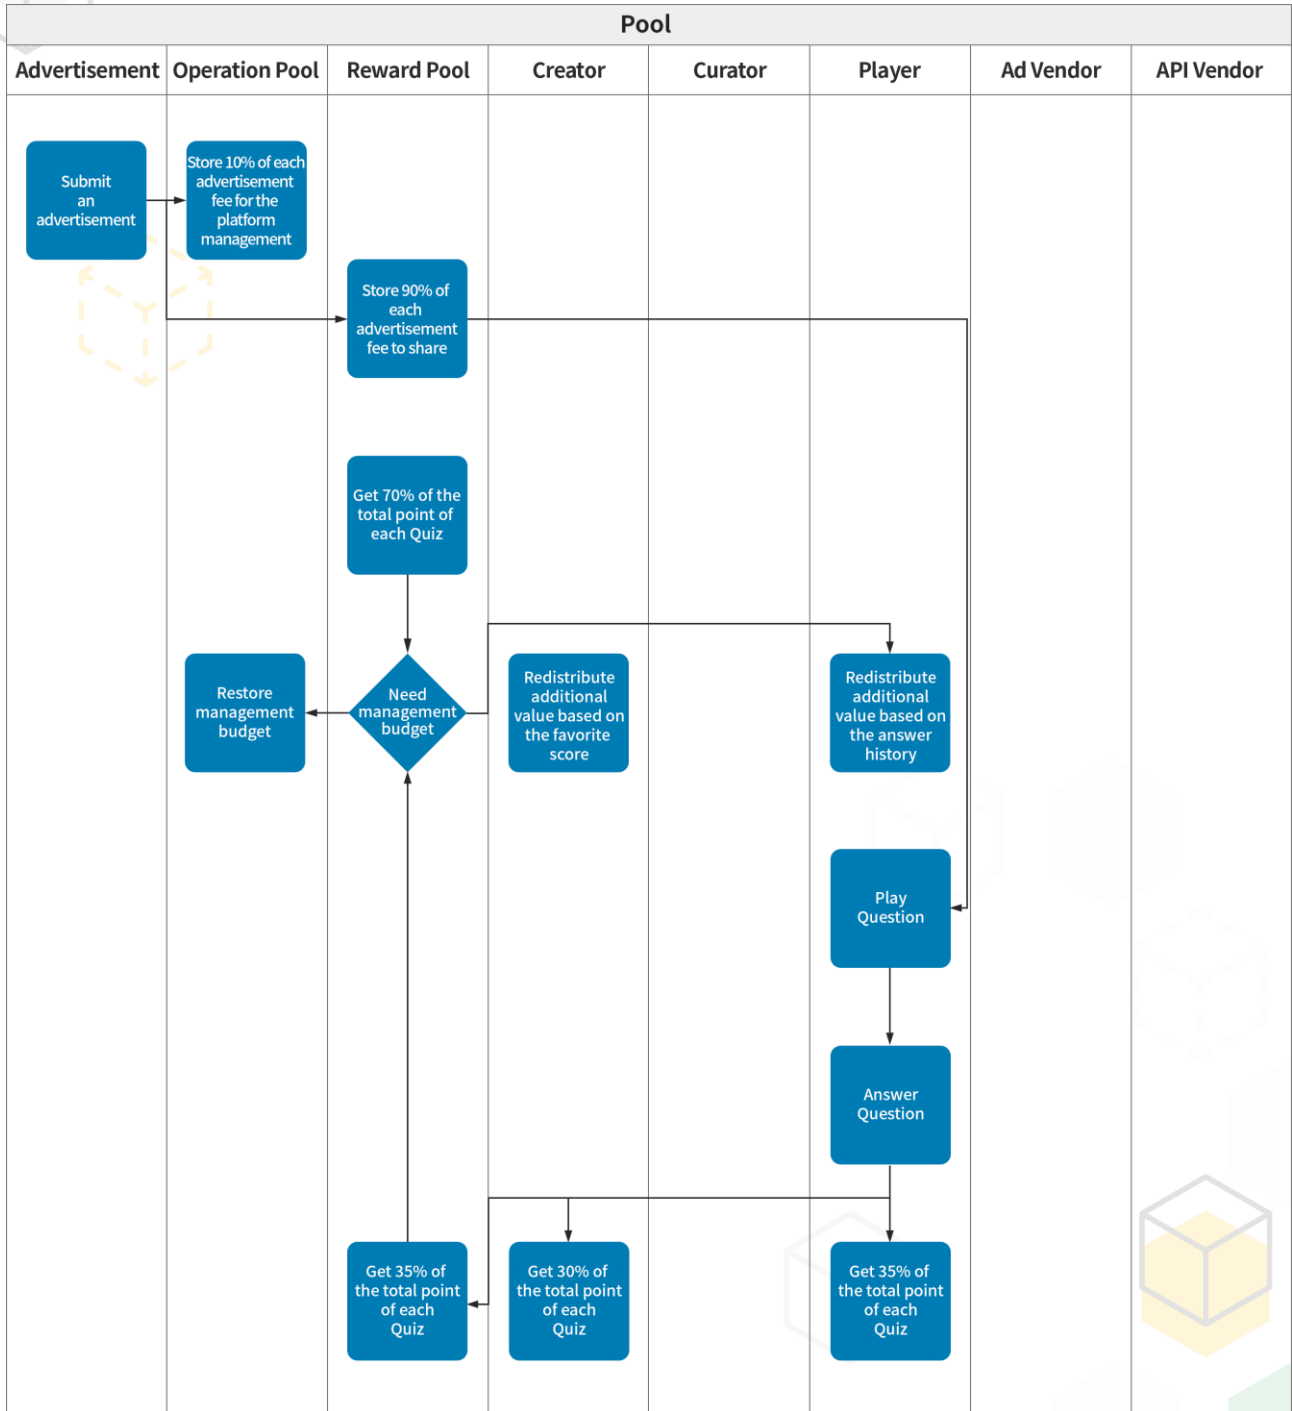 Pool
Advertisement
Operation Pool
Reward Pool
Creator
Curator
Player
Ad Vendor
API Vendor
Submit
an
advertisement
Store 10% of each
advertisement
fee for the
platform
management
Store 90% of
each
advertisement
fee to share
Get 70% of the
total point of
each Quiz
Restore
management
budget
Need
management
budget
Redistribute
additional
value based on
the favorite
score
Redistribute
additional
value based on
the answer
history
Play
Question
Answer
Question
Get 35% of
the total point
of each
Quiz
Get 30% of
the total point
of each
Quiz
Get 35% of
the total point
of each
Quiz